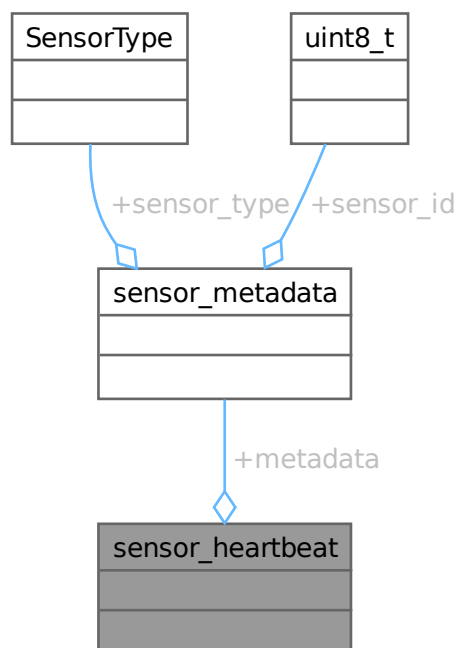 SensorType
uint8_t
+sensor_type
+sensor_id
sensor_metadata
+metadata
sensor_heartbeat